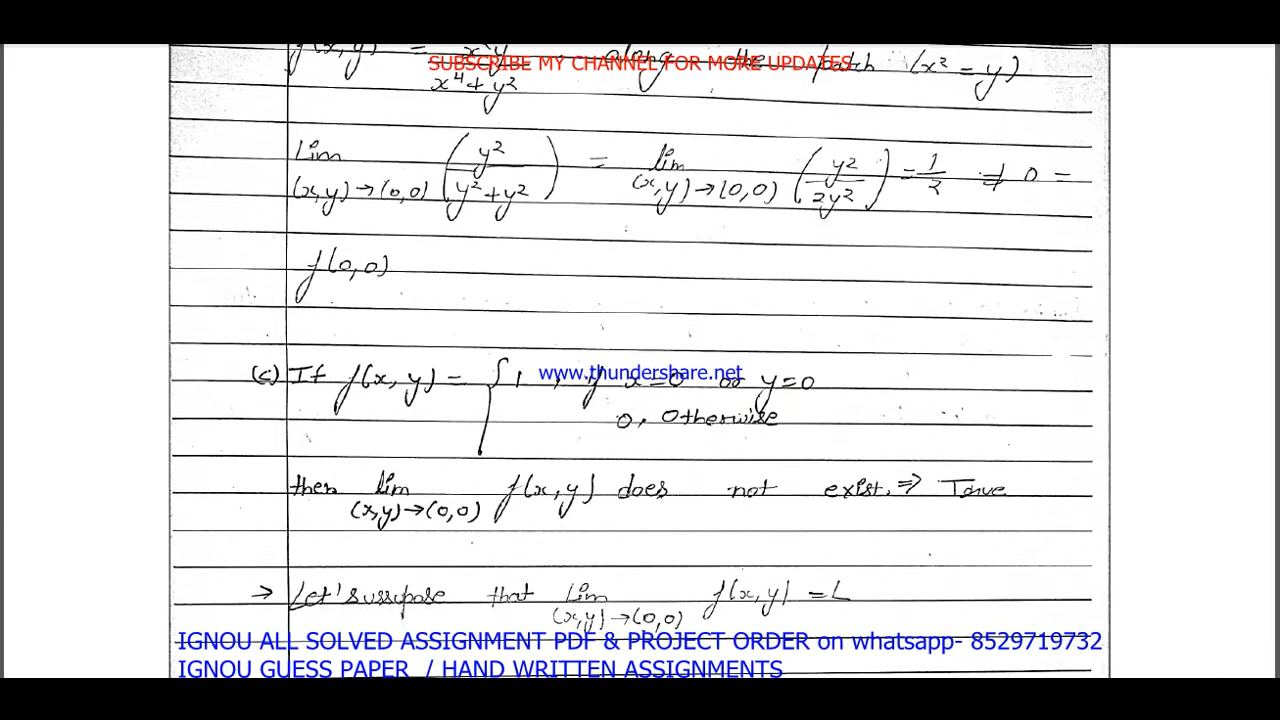 f(x,y) = x²y / x⁴+y² along the patch (x² = y)
SUBSCRIBE MY CHANNEL FOR MORE UPDATES
lim (x,y)→(0,0) (y² / y²+y²) = lim (x,y)→(0,0) (y² / 2y²) = 1/2 ≠ 0 =
f(0,0)
(c) If f(x, y) = { 1 , if x=0 or y=0
www.thundershare.net
0, Otherwise
then lim (x,y)→(0,0) f(x,y) does not exist. ⇒ True
→ Let's suspose that lim (x,y)→(0,0) f(x,y) = L
IGNOU ALL SOLVED ASSIGNMENT PDF & PROJECT ORDER on whatsapp- 8529719732
IGNOU GUESS PAPER / HAND WRITTEN ASSIGNMENTS